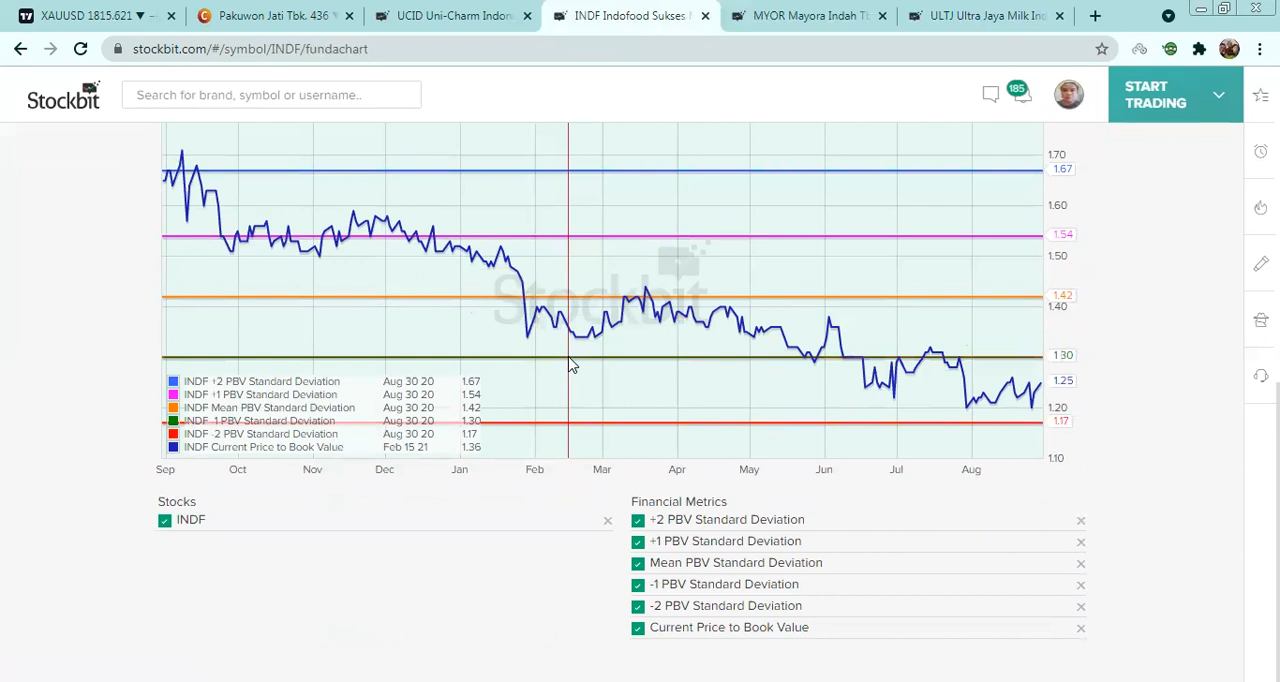 XAUUSD 1815.621 ▼ −
Pakuwon Jati Tbk. 436
UCID Uni-Charm Indon
INDF Indofood Sukses M
MYOR Mayora Indah Tb
ULTJ Ultra Jaya Milk Ind
stockbit.com/#/symbol/INDF/fundachart
Stockbit
Search for brand, symbol or username..
185
START
TRADING
1.70
1.67
1.60
1.54
1.50
Stockbit
1.42
1.40
1.30
1.25
1.20
1.17
1.10
INDF +2 PBV Standard Deviation Aug 30 20 1.67
INDF +1 PBV Standard Deviation Aug 30 20 1.54
INDF Mean PBV Standard Deviation Aug 30 20 1.42
INDF -1 PBV Standard Deviation Aug 30 20 1.30
INDF -2 PBV Standard Deviation Aug 30 20 1.17
INDF Current Price to Book Value Feb 15 21 1.36
Sep Oct Nov Dec Jan Feb Mar Apr May Jun Jul Aug
Stocks
INDF
Financial Metrics
+2 PBV Standard Deviation
+1 PBV Standard Deviation
Mean PBV Standard Deviation
-1 PBV Standard Deviation
-2 PBV Standard Deviation
Current Price to Book Value